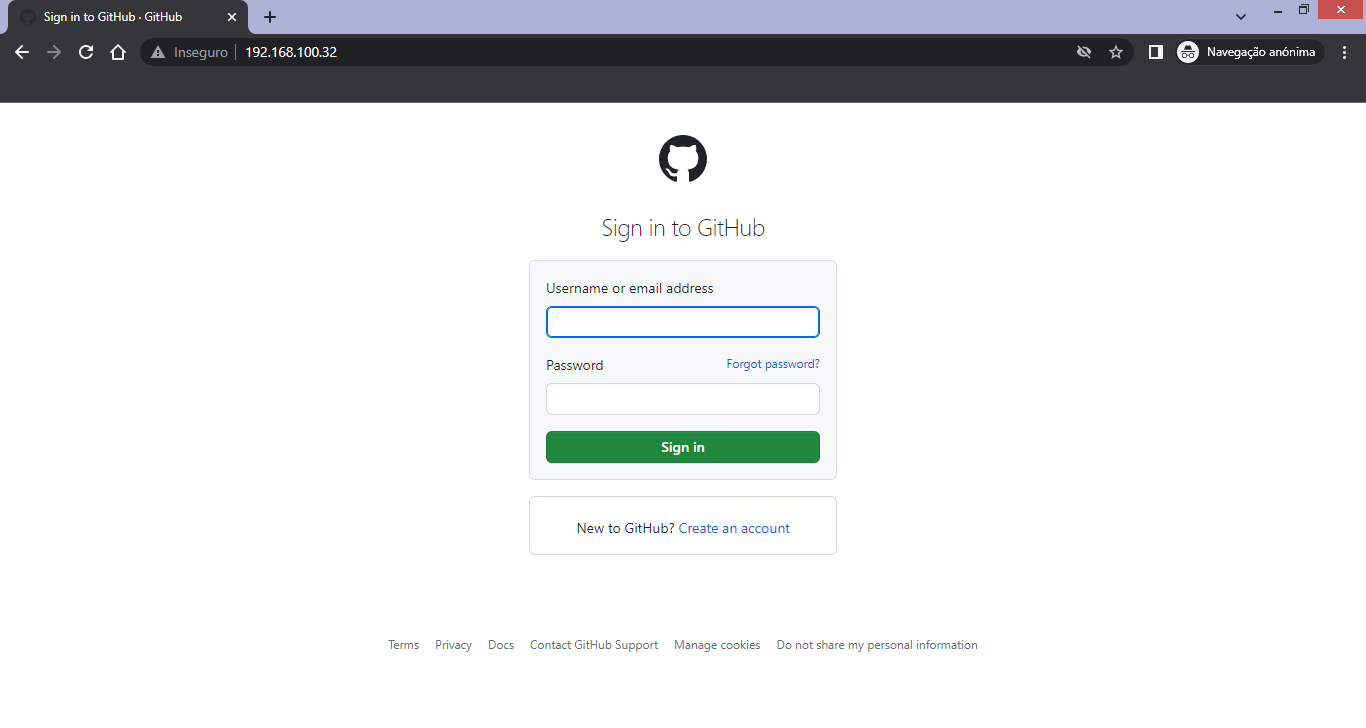 Sign in to GitHub · GitHub
Inseguro 192.168.100.32 Navegação anónima
Sign in to GitHub
Username or email address
Password Forgot password?
Sign in
New to GitHub? Create an account
Terms Privacy Docs Contact GitHub Support Manage cookies Do not share my personal information